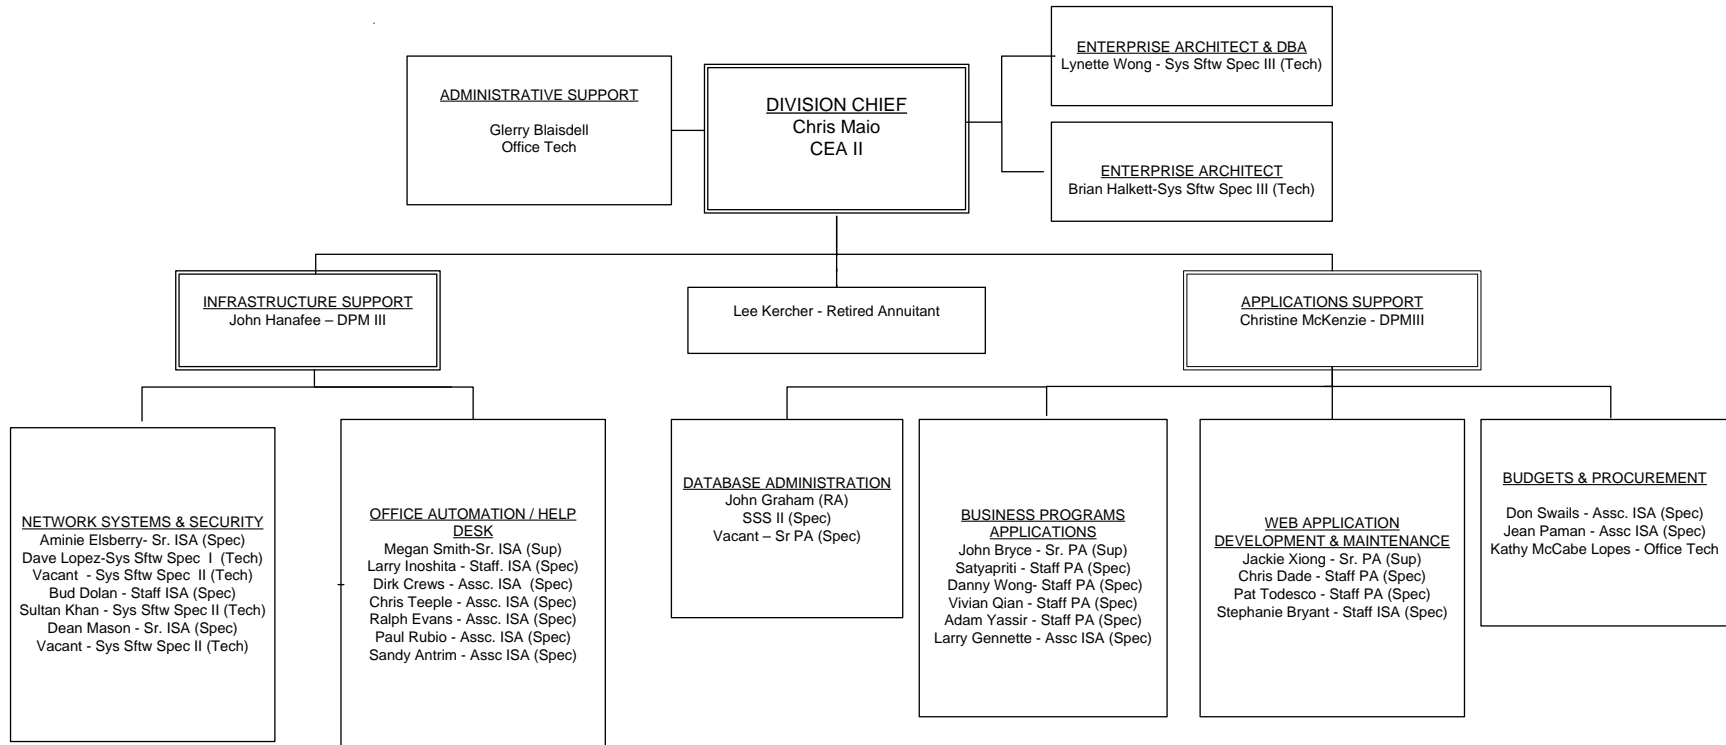 ADMINISTRATIVE SUPPORT
Glerry Blaisdell
Office Tech
DIVISION CHIEF
Chris Maio
CEA II
ENTERPRISE ARCHITECT & DBA
Lynette Wong - Sys Sftw Spec III (Tech)
ENTERPRISE ARCHITECT
Brian Halkett-Sys Sftw Spec III (Tech)
INFRASTRUCTURE SUPPORT
John Hanafee – DPM III
Lee Kercher - Retired Annuitant
APPLICATIONS SUPPORT
Christine McKenzie - DPMIII
NETWORK SYSTEMS & SECURITY
Aminie Elsberry- Sr. ISA (Spec)
Dave Lopez-Sys Sftw Spec I (Tech)
Vacant - Sys Sftw Spec II (Tech)
Bud Dolan - Staff ISA (Spec)
Sultan Khan - Sys Sftw Spec II (Tech)
Dean Mason - Sr. ISA (Spec)
Vacant - Sys Sftw Spec II (Tech)
OFFICE AUTOMATION / HELP
DESK
Megan Smith-Sr. ISA (Sup)
Larry Inoshita - Staff. ISA (Spec)
Dirk Crews - Assc. ISA (Spec)
Chris Teeple - Assc. ISA (Spec)
Ralph Evans - Assc. ISA (Spec)
Paul Rubio - Assc. ISA (Spec)
Sandy Antrim - Assc ISA (Spec)
DATABASE ADMINISTRATION
John Graham (RA)
SSS II (Spec)
Vacant – Sr PA (Spec)
BUSINESS PROGRAMS
APPLICATIONS
John Bryce - Sr. PA (Sup)
Satyapriti - Staff PA (Spec)
Danny Wong- Staff PA (Spec)
Vivian Qian - Staff PA (Spec)
Adam Yassir - Staff PA (Spec)
Larry Gennette - Assc ISA (Spec)
WEB APPLICATION
DEVELOPMENT & MAINTENANCE
Jackie Xiong - Sr. PA (Sup)
Chris Dade - Staff PA (Spec)
Pat Todesco - Staff PA (Spec)
Stephanie Bryant - Staff ISA (Spec)
BUDGETS & PROCUREMENT
Don Swails - Assc. ISA (Spec)
Jean Paman - Assc ISA (Spec)
Kathy McCabe Lopes - Office Tech